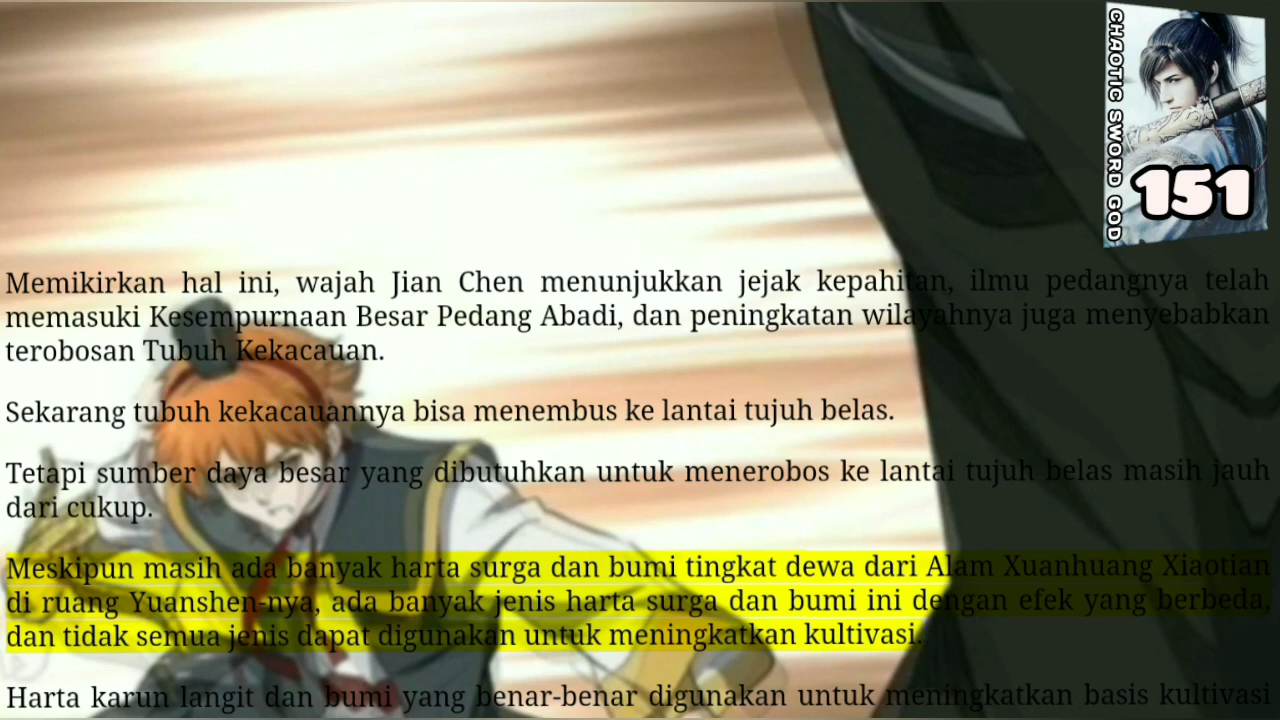 CHAOTIC SWORD GOD
151
Memikirkan hal ini, wajah Jian Chen menunjukkan jejak kepahitan, ilmu pedangnya telah
memasuki Kesempurnaan Besar Pedang Abadi, dan peningkatan wilayahnya juga menyebabkan
terobosan Tubuh Kekacauan.
Sekarang tubuh kekacauannya bisa menembus ke lantai tujuh belas.
Tetapi sumber daya besar yang dibutuhkan untuk menerobos ke lantai tujuh belas masih jauh
dari cukup.
Meskipun masih ada banyak harta surga dan bumi tingkat dewa dari Alam Xuanhuang Xiaotian
di ruang Yuanshen-nya, ada banyak jenis harta surga dan bumi ini dengan efek yang berbeda,
dan tidak semua jenis dapat digunakan untuk meningkatkan kultivasi.
Harta karun langit dan bumi yang benar-benar digunakan untuk meningkatkan basis kultivasi